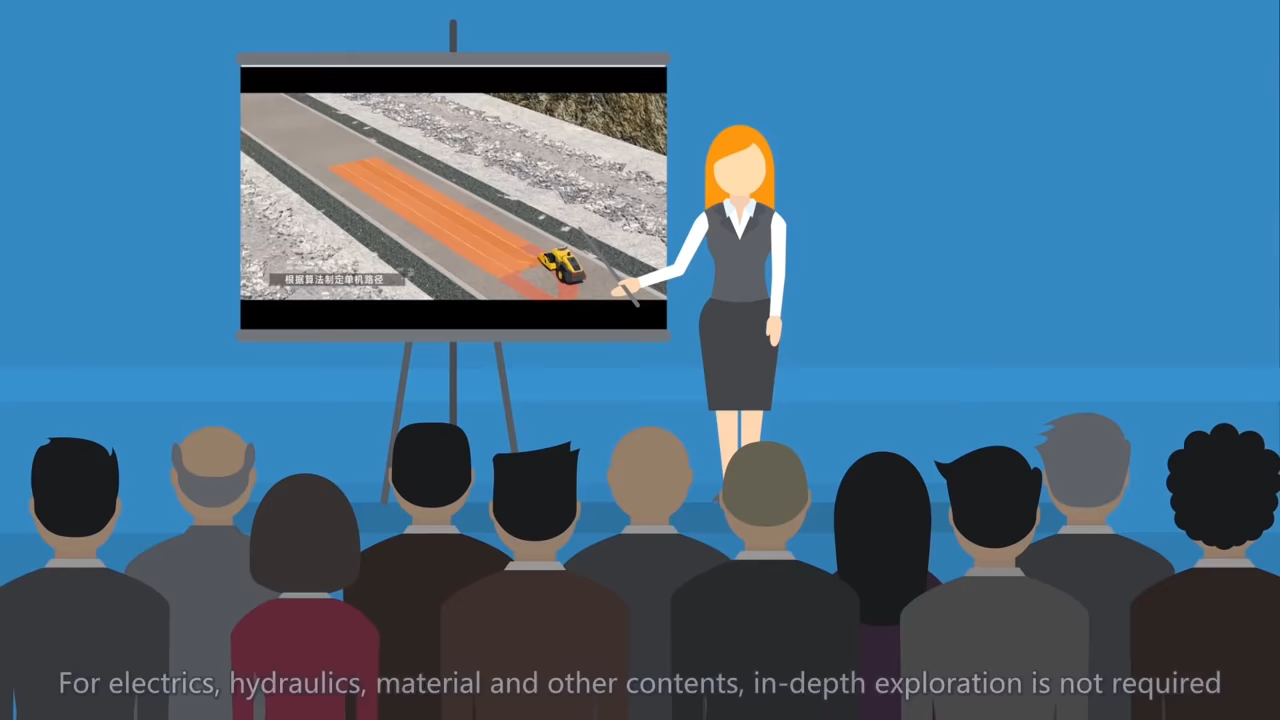 根据算法制定单机路径
For electrics, hydraulics, material and other contents, in-depth exploration is not required